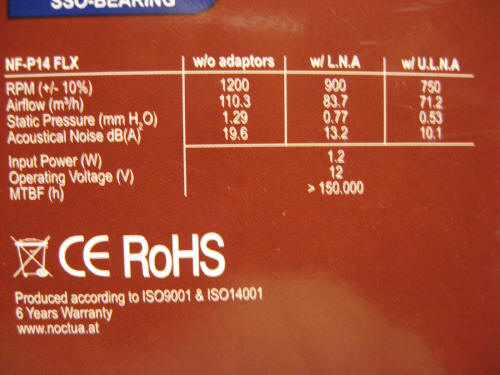 SSO-BEARING
NF-P14 FLX w/o adaptors w/ L.N.A w/ U.L.N.A
RPM (+/- 10%) 1200 900 750
Airflow (m³/h) 110.3 83.7 71.2
Static Pressure (mm H₂O) 1.29 0.77 0.53
Acoustical Noise dB(A) 19.6 13.2 10.1
Input Power (W) 1.2
Operating Voltage (V) 12
MTBF (h) > 150.000
CE RoHS
Produced according to ISO9001 & ISO14001
6 Years Warranty
www.noctua.at